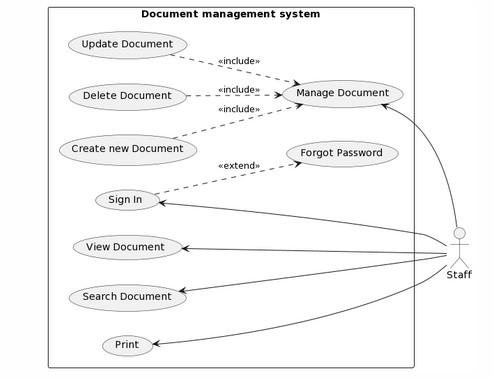 Document management system
Update Document
«include»
Delete Document
«include»
Manage Document
«include»
Create new Document
Forgot Password
«extend»
Sign In
View Document
Staff
Search Document
Print